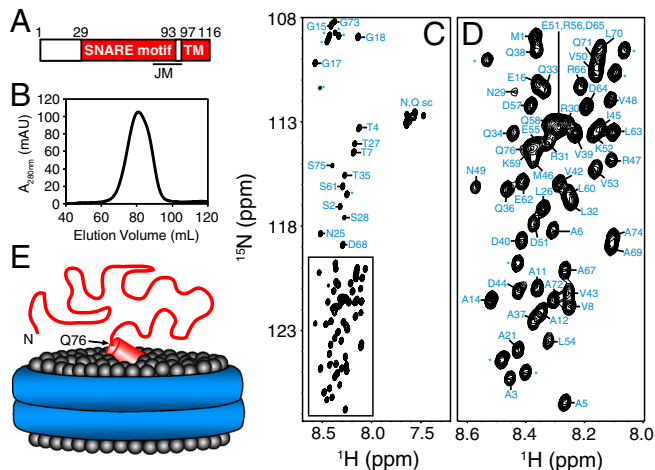 A
1 29 93 97 116
SNARE motif TM
JM
B
A280nm (mAU)
120
100
80
60
40
20
0
40 60 80 100 120
Elution Volume (mL)
E
N
Q76
C
108
113
118
123
15N (ppm)
8.5 8.0 7.5
1H (ppm)
G15
G73
*
G18
G17
*
N,Q sc
T4
T27
T7
S75
T35
S61
*
S2
S28
N25
D68
D
E51,R56,D65
M1
Q38
Q71
L70
V50
*
*
E16
Q33
R66
*
N29
D64
D57
R30
V48
Q58
I45
Q34
E55
L63
Q76
R31
V39
K52
K59
R47
M46
N49
V42
V53
E62
L26
L60
Q36
L32
A6
D40
D51
A74
A69
*
A67
D44
A11
A72
A14
V43
A37
A12
V8
A21
L54
*
*
A3
A5
8.6 8.4 8.2 8.0
1H (ppm)